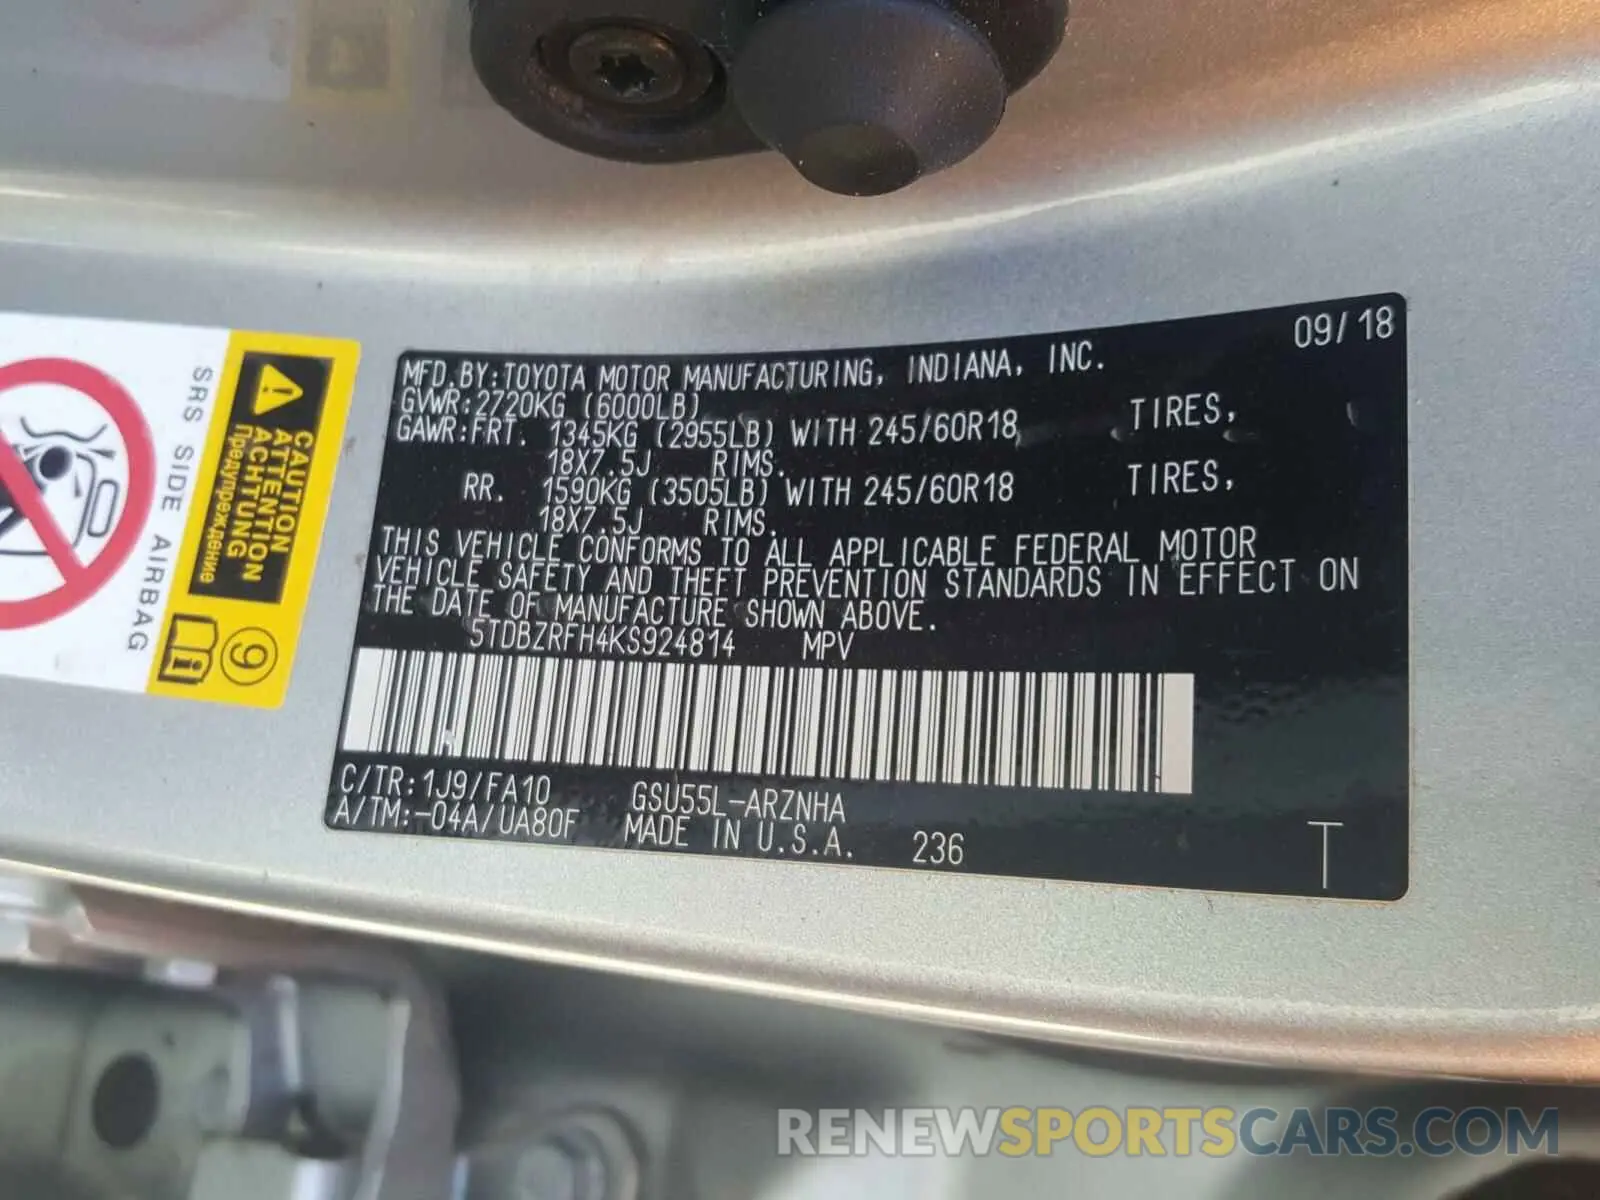 09/18
MFD.BY:TOYOTA MOTOR MANUFACTURING, INDIANA, INC.
GVWR:2720KG (6000LB)
GAWR:FRT. 1345KG (2955LB) WITH 245/60R18, TIRES,
18X7.5J RIMS.
RR. 1590KG (3505LB) WITH 245/60R18 TIRES,
18X7.5J RIMS.
THIS VEHICLE CONFORMS TO ALL APPLICABLE FEDERAL MOTOR
VEHICLE SAFETY AND THEFT PREVENTION STANDARDS IN EFFECT ON
THE DATE OF MANUFACTURE SHOWN ABOVE.
5TDBZRFH4KS924814 MPV
C/TR:1J9/FA10 GSU55L-ARZNHA
A/TM:-04A/UA80F MADE IN U.S.A. 236
T
SRS SIDE AIRBAG
CAUTION
ATTENTION
ACHTUNG
Предупреждение
9
i
RENEWSPORTSCARS.COM